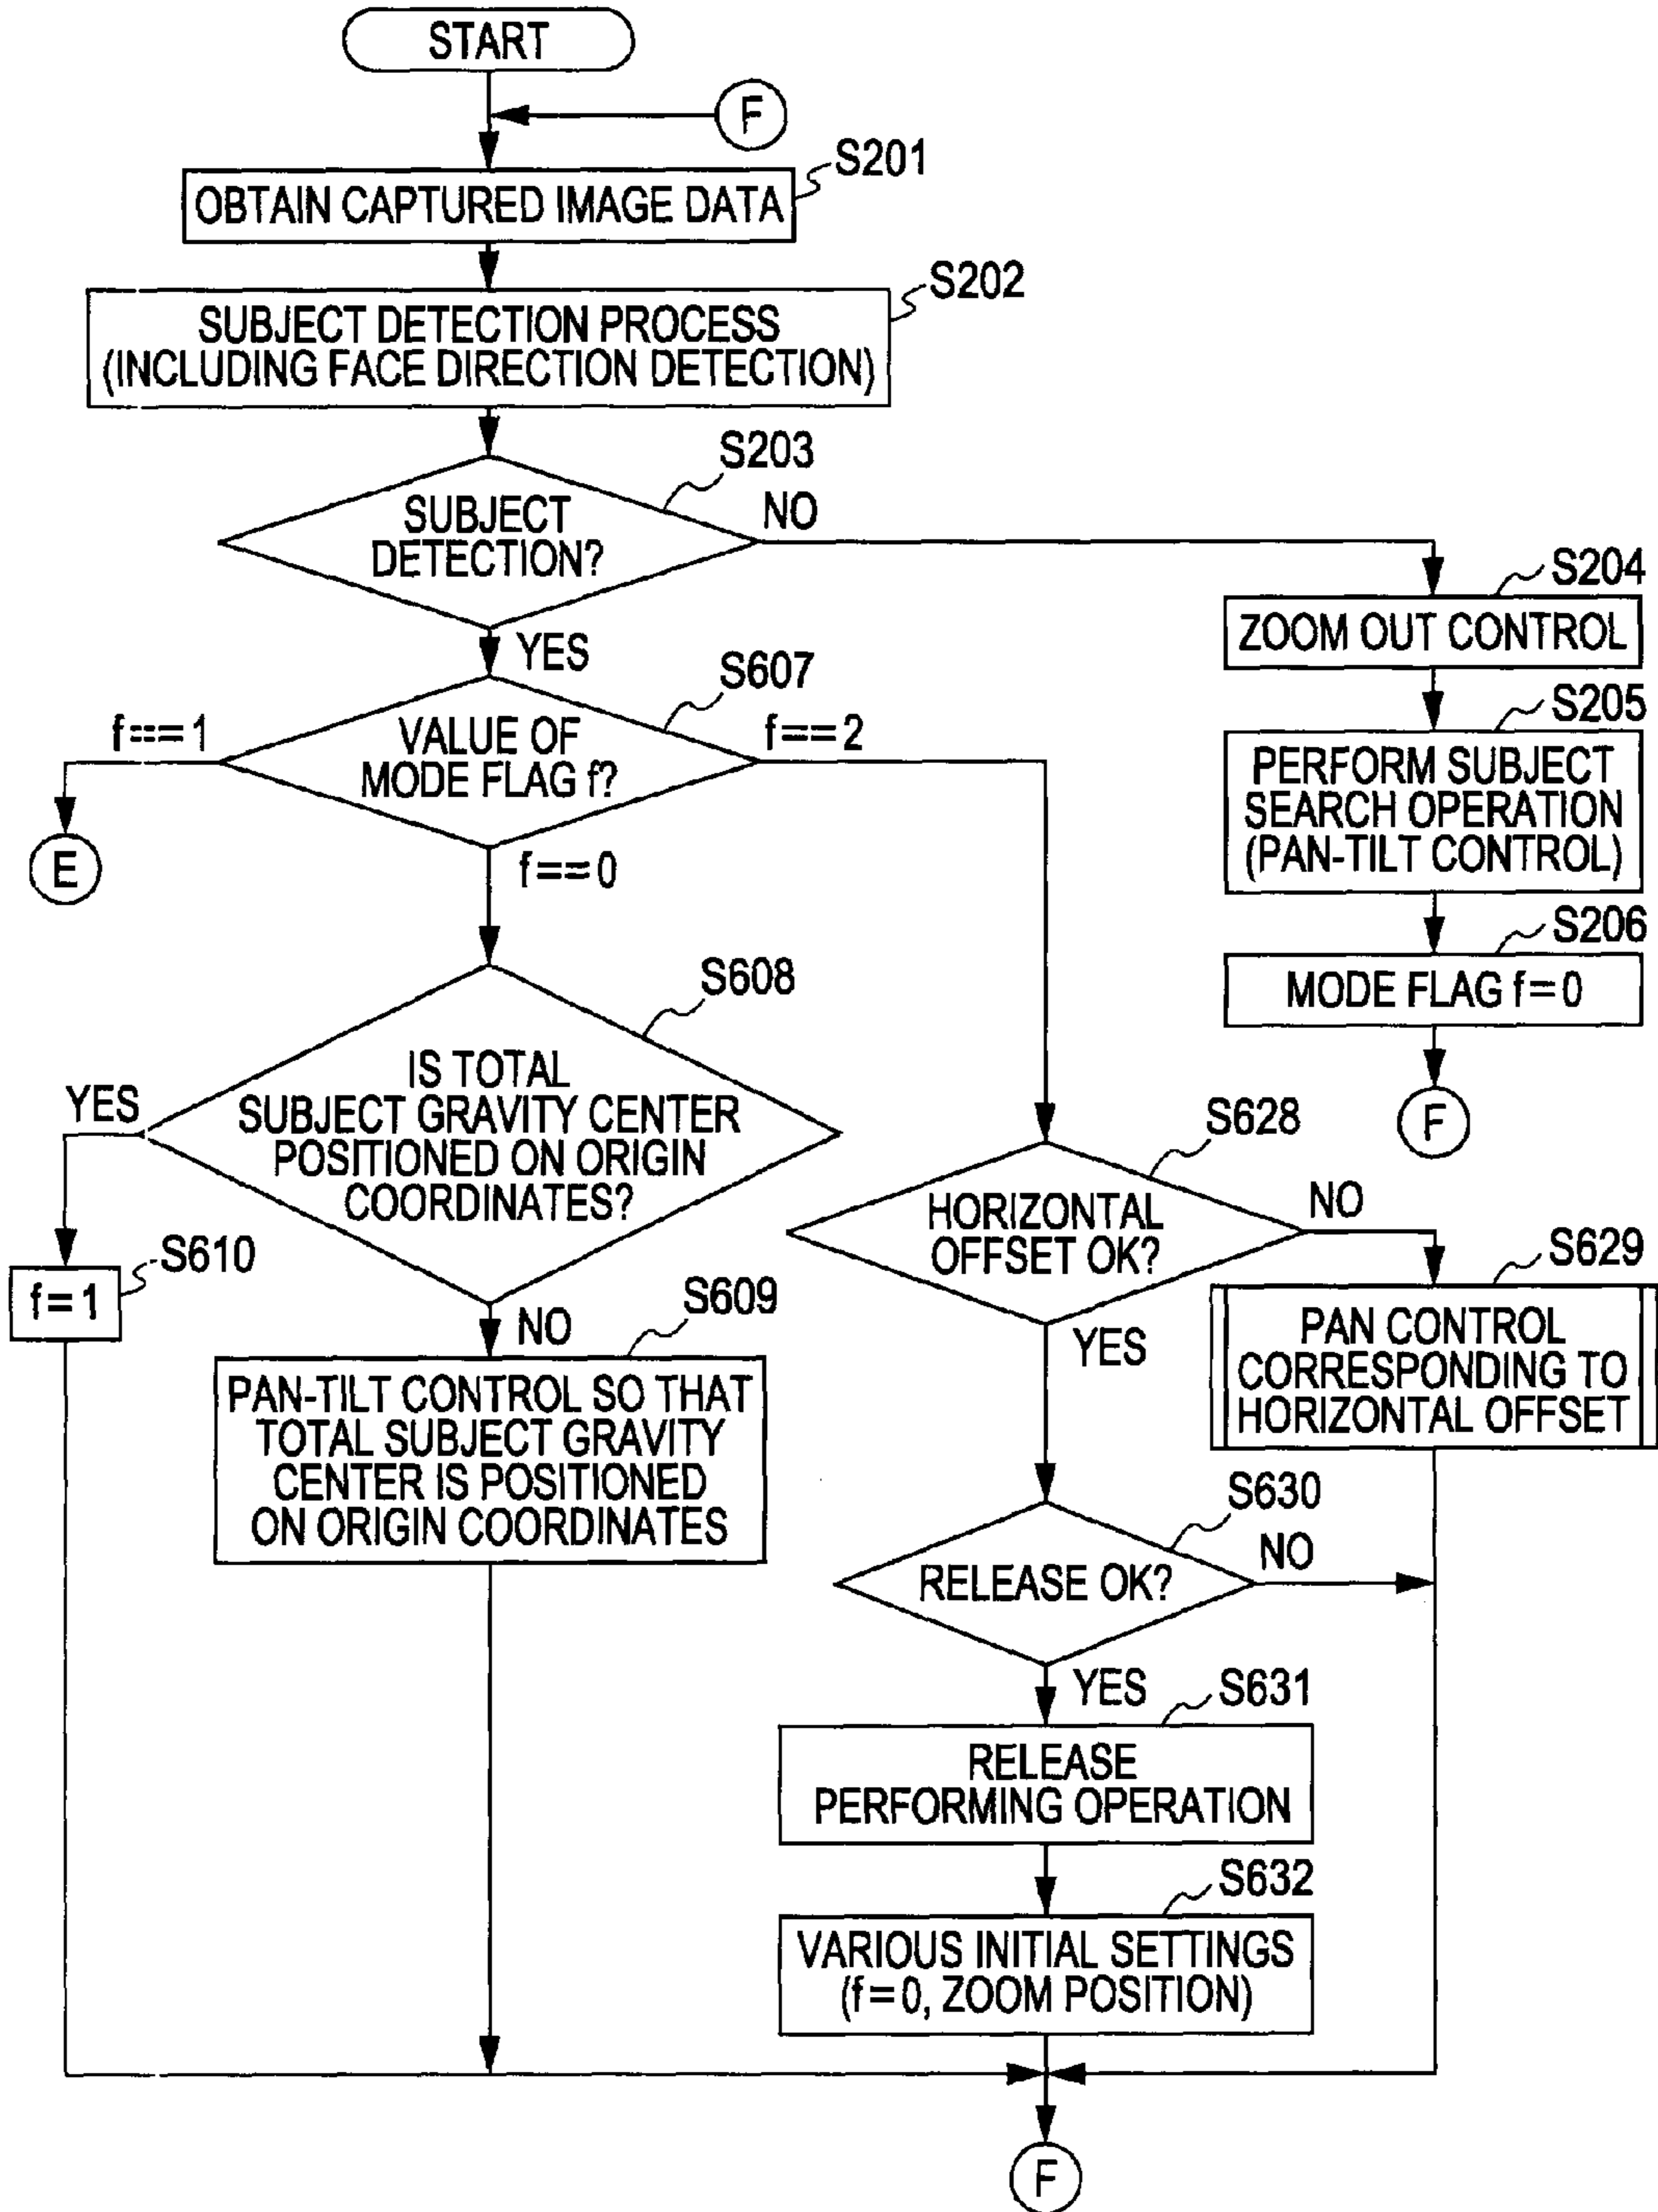 START
F
S201
OBTAIN CAPTURED IMAGE DATA
S202
SUBJECT DETECTION PROCESS
(INCLUDING FACE DIRECTION DETECTION)
S203
SUBJECT
DETECTION?
NO
YES
S204
ZOOM OUT CONTROL
S205
PERFORM SUBJECT
SEARCH OPERATION
(PAN-TILT CONTROL)
S206
MODE FLAG f=0
F
S607
VALUE OF
MODE FLAG f?
f==1
f==2
f==0
E
S608
IS TOTAL
SUBJECT GRAVITY CENTER
POSITIONED ON ORIGIN
COORDINATES?
YES
NO
S610
f=1
S609
PAN-TILT CONTROL SO THAT
TOTAL SUBJECT GRAVITY
CENTER IS POSITIONED
ON ORIGIN COORDINATES
S628
HORIZONTAL
OFFSET OK?
NO
YES
S629
PAN CONTROL
CORRESPONDING TO
HORIZONTAL OFFSET
S630
RELEASE OK?
NO
YES
S631
RELEASE
PERFORMING OPERATION
S632
VARIOUS INITIAL SETTINGS
(f=0, ZOOM POSITION)
F